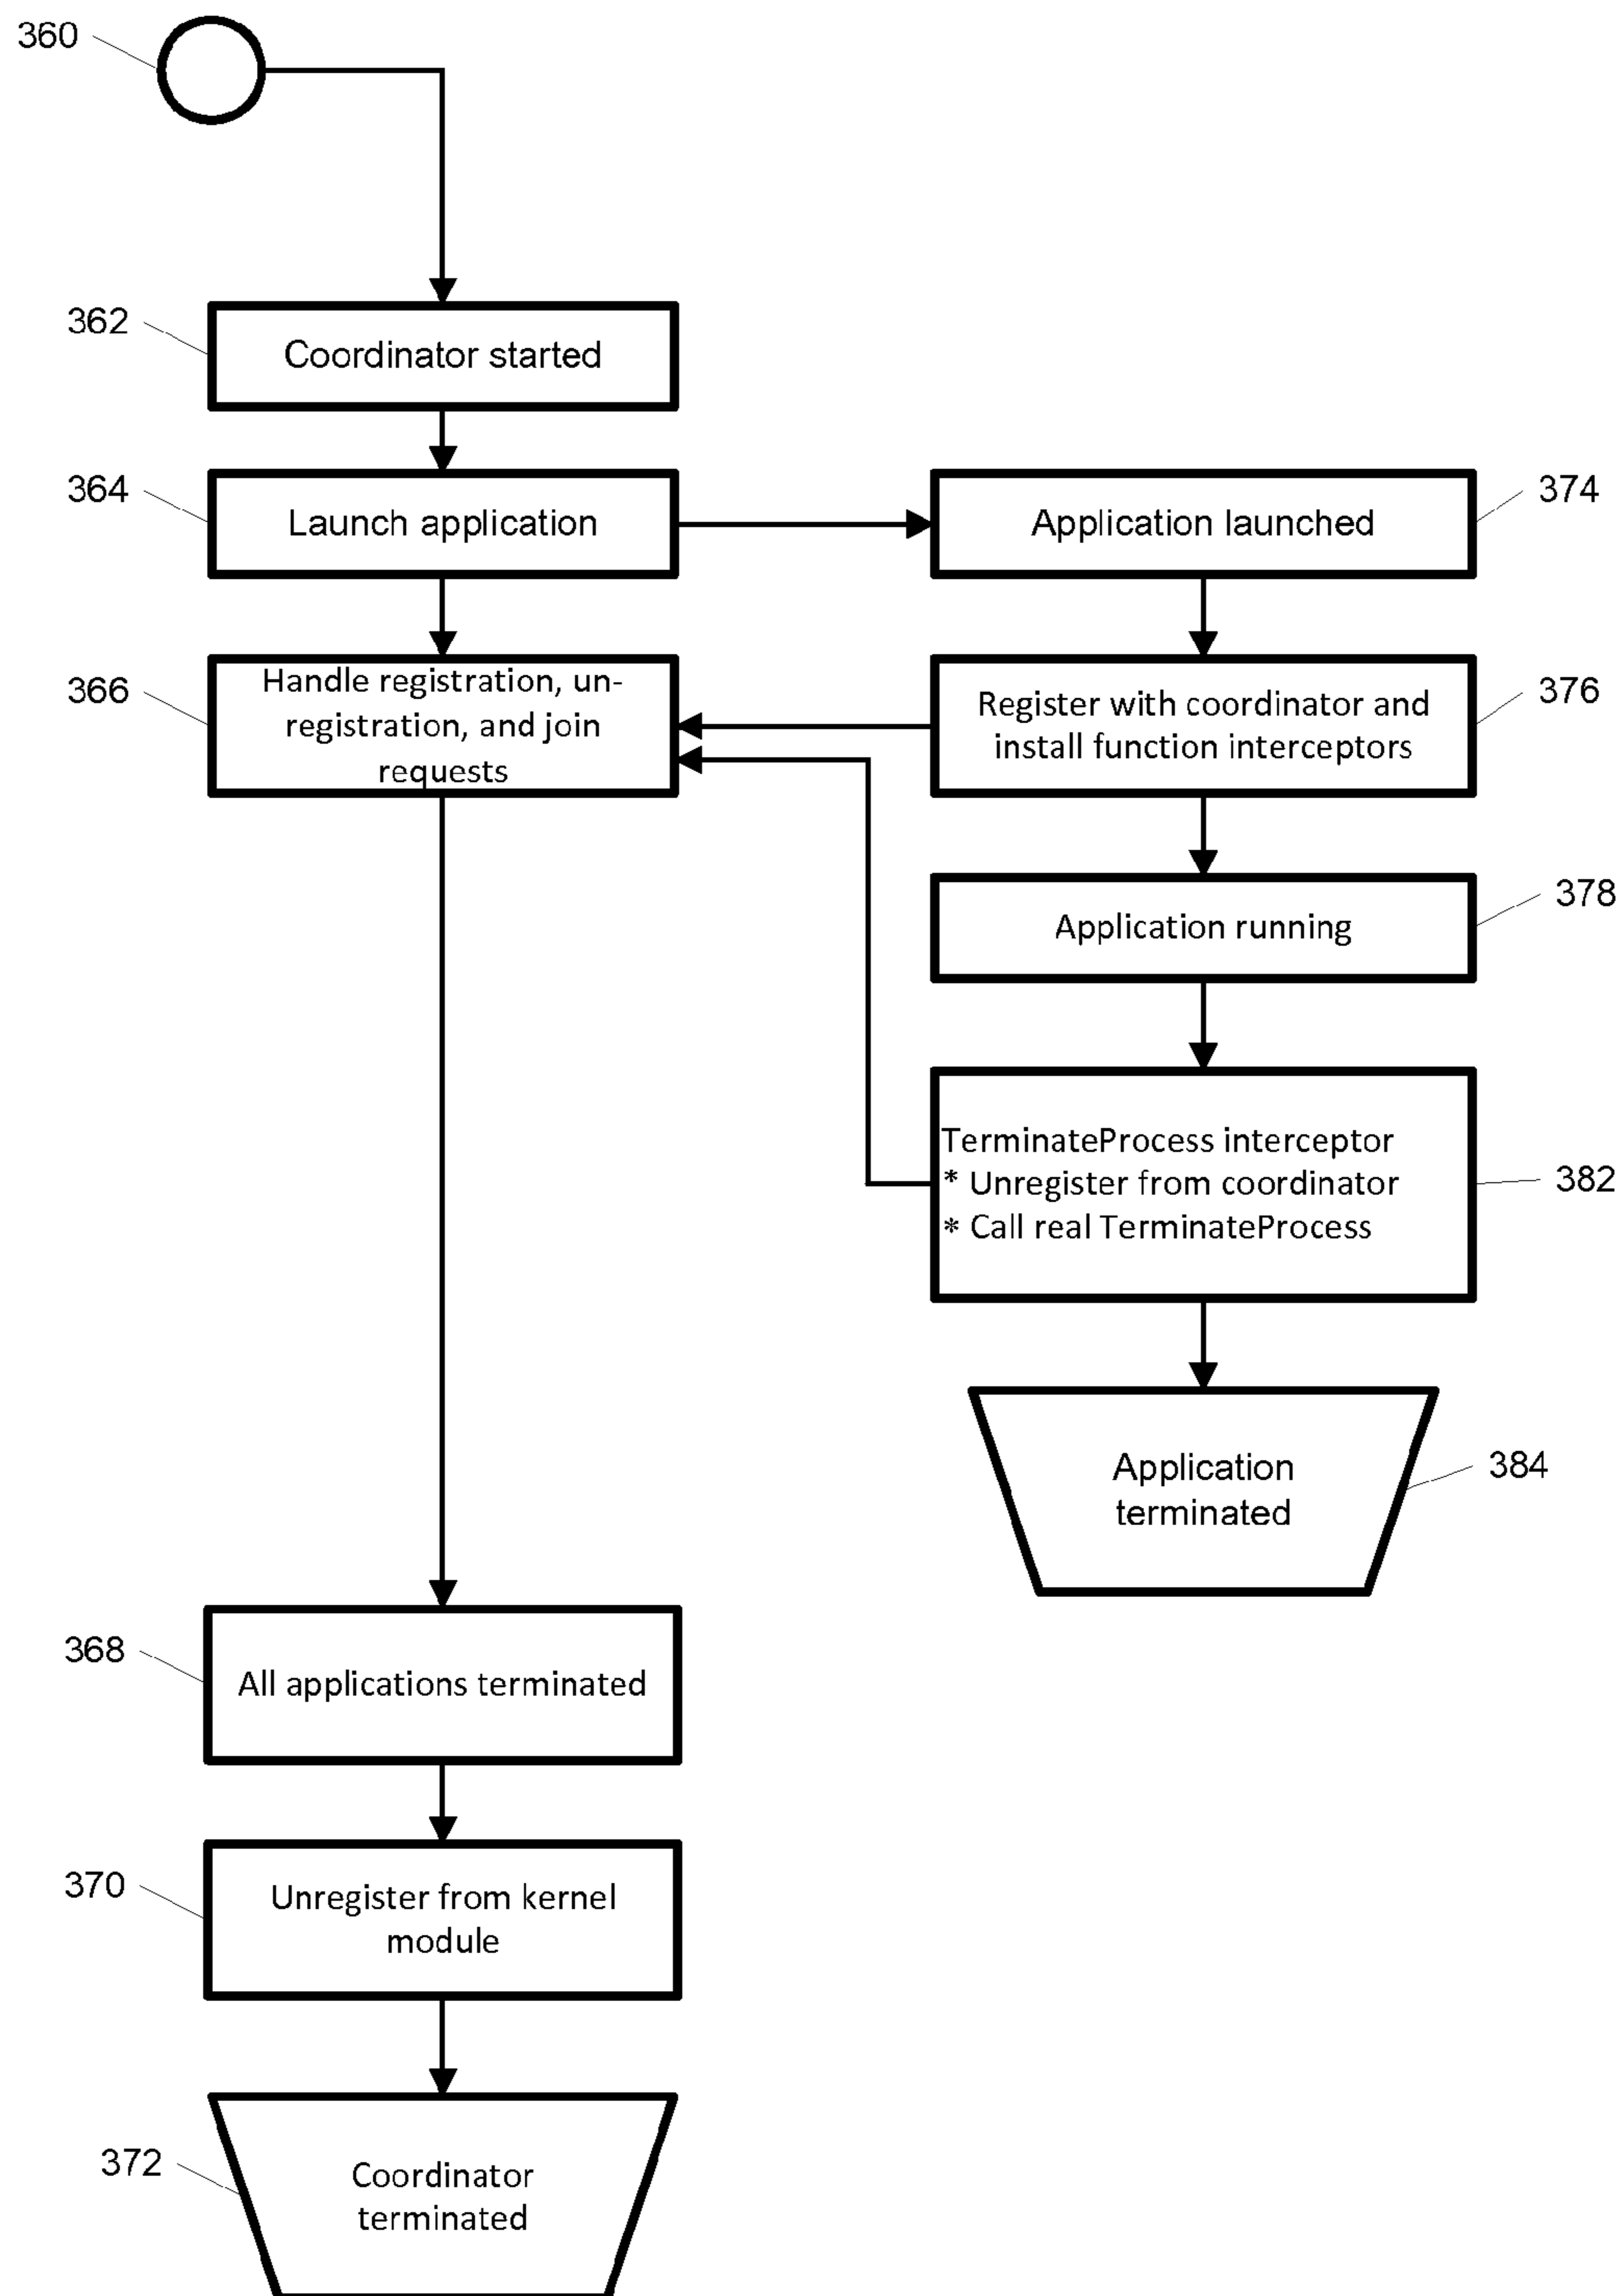 360
362
Coordinator started
364
Launch application
Application launched
374
366
Handle registration, un-
registration, and join
requests
Register with coordinator and
install function interceptors
376
Application running
378
TerminateProcess interceptor
* Unregister from coordinator
* Call real TerminateProcess
382
Application
terminated
384
368
All applications terminated
370
Unregister from kernel
module
372
Coordinator
terminated